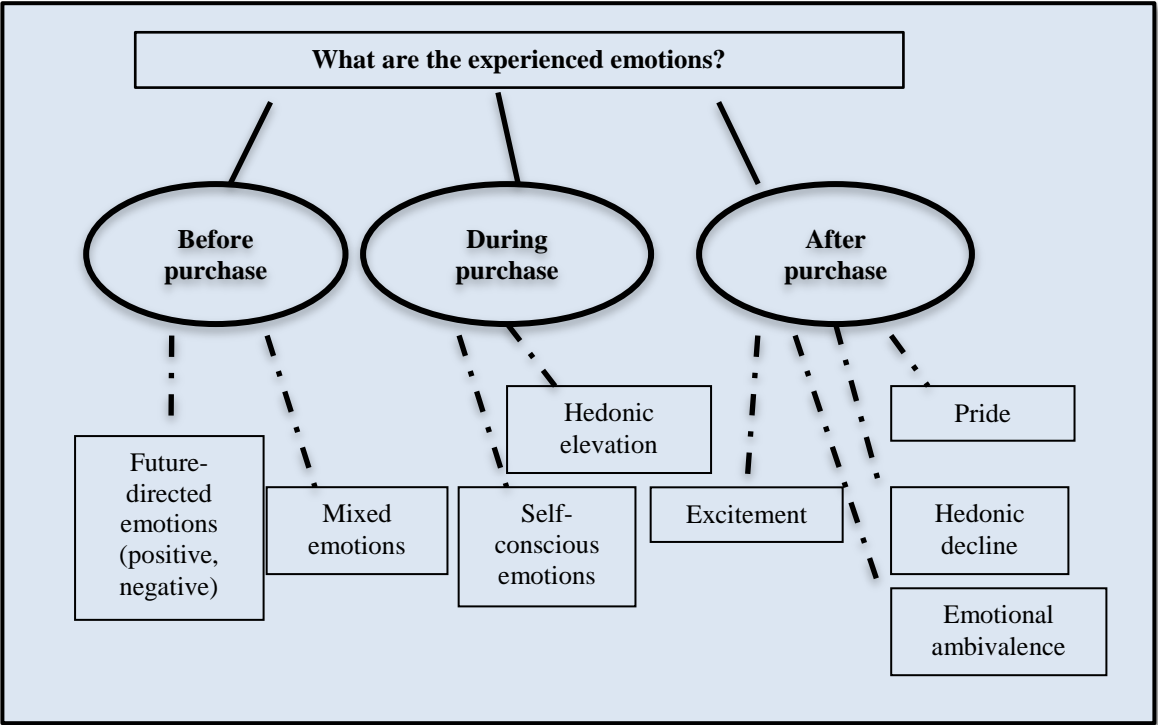 What are the experienced emotions?
Before
purchase
During
purchase
After
purchase
Future-
directed
emotions
(positive,
negative)
Mixed
emotions
Hedonic
elevation
Self-
conscious
emotions
Excitement
Pride
Hedonic
decline
Emotional
ambivalence